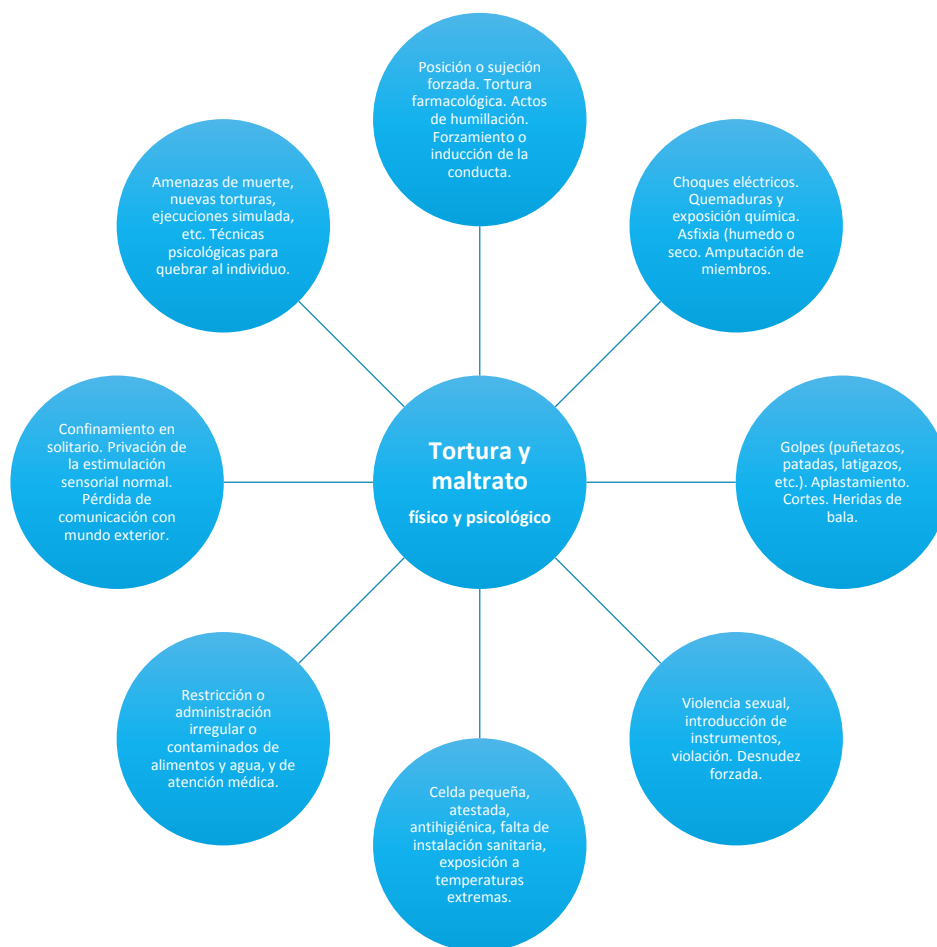 Posición o sujeción
forzada. Tortura
farmacológica. Actos
de humillación.
Forzamiento o
inducción de la
conducta.
Choques eléctricos.
Quemaduras y
exposición química.
Asfixia (humedo o
seco. Amputación de
miembros.
Golpes (puñetazos,
patadas, latigazos,
etc.). Aplastamiento.
Cortes. Heridas de
bala.
Violencia sexual,
introducción de
instrumentos,
violación. Desnudez
forzada.
Celda pequeña,
atestada,
antihigiénica, falta de
instalación sanitaria,
exposición a
temperaturas
extremas.
Restricción o
administración
irregular o
contaminados de
alimentos y agua, y de
atención médica.
Confinamiento en
solitario. Privación de
la estimulación
sensorial normal.
Pérdida de
comunicación con
mundo exterior.
Amenazas de muerte,
nuevas torturas,
ejecuciones simulada,
etc. Técnicas
psicológicas para
quebrar al individuo.
Tortura y
maltrato
físico y psicológico